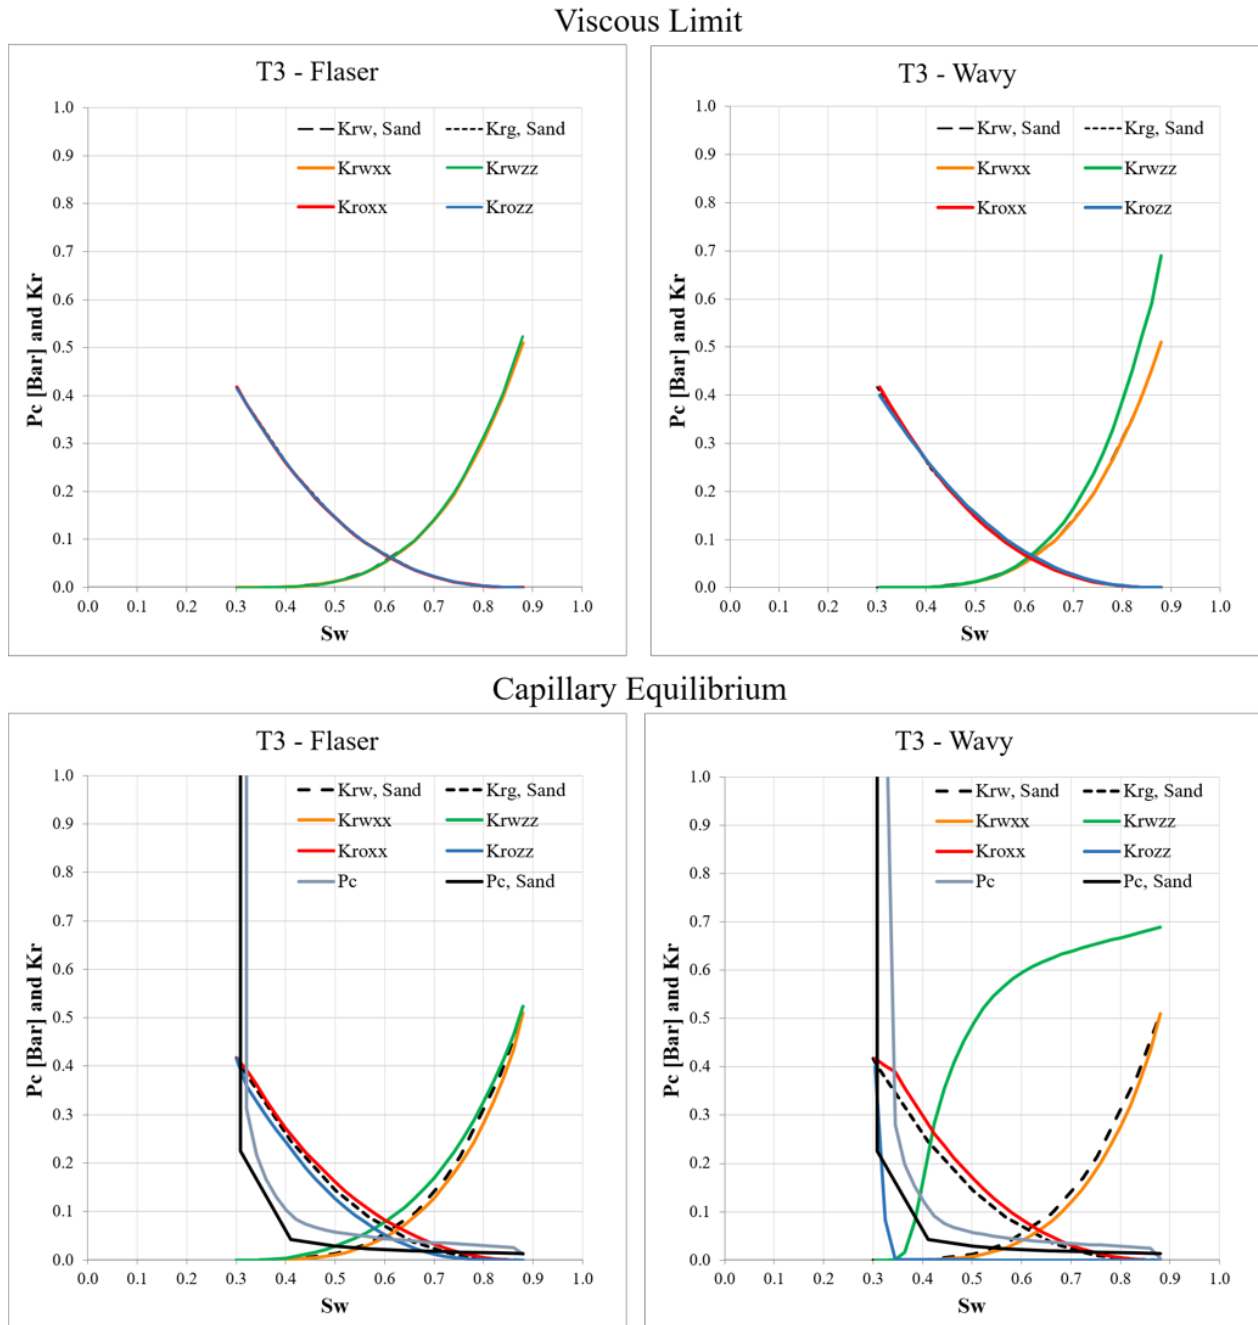 Viscous Limit
T3 - Flaser
1.0
0.9
0.8
0.7
0.6
0.5
0.4
0.3
0.2
0.1
0.0
Pc [Bar] and Kr
Krw, Sand Krg, Sand
Krwxx Krwzz
Kroxx Krozz
0.0 0.1 0.2 0.3 0.4 0.5 0.6 0.7 0.8 0.9 1.0
Sw
T3 - Wavy
1.0
0.9
0.8
0.7
0.6
0.5
0.4
0.3
0.2
0.1
0.0
Pc [Bar] and Kr
Krw, Sand Krg, Sand
Krwxx Krwzz
Kroxx Krozz
0.0 0.1 0.2 0.3 0.4 0.5 0.6 0.7 0.8 0.9 1.0
Sw
Capillary Equilibrium
T3 - Flaser
1.0
0.9
0.8
0.7
0.6
0.5
0.4
0.3
0.2
0.1
0.0
Pc [Bar] and Kr
Krw, Sand Krg, Sand
Krwxx Krwzz
Kroxx Krozz
Pc Pc, Sand
0.0 0.1 0.2 0.3 0.4 0.5 0.6 0.7 0.8 0.9 1.0
Sw
T3 - Wavy
1.0
0.9
0.8
0.7
0.6
0.5
0.4
0.3
0.2
0.1
0.0
Pc [Bar] and Kr
Krw, Sand Krg, Sand
Krwxx Krwzz
Kroxx Krozz
Pc Pc, Sand
0.0 0.1 0.2 0.3 0.4 0.5 0.6 0.7 0.8 0.9 1.0
Sw